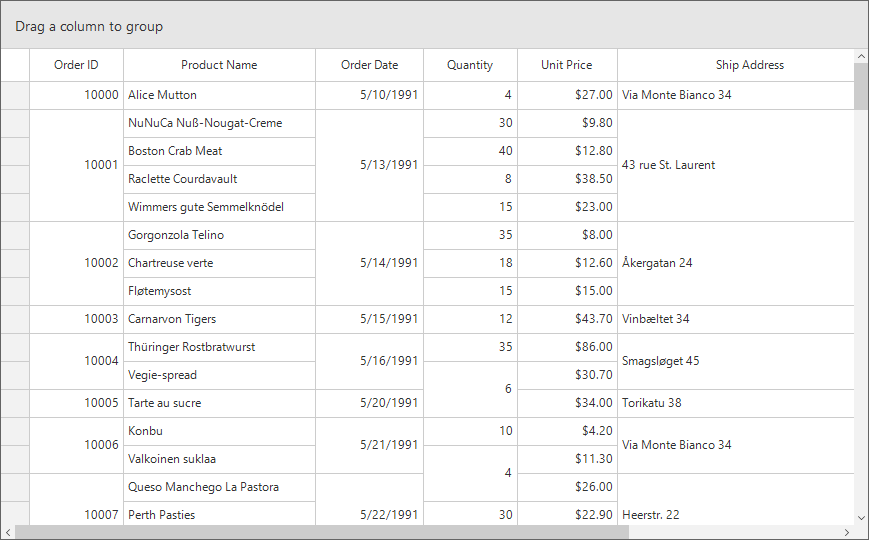 Drag a column to group
Order ID Product Name Order Date Quantity Unit Price Ship Address
10000 Alice Mutton 5/10/1991 4 $27.00 Via Monte Bianco 34
NuNuCa Nuß-Nougat-Creme 30 $9.80
Boston Crab Meat 40 $12.80
10001 5/13/1991 43 rue St. Laurent
Raclette Courdavault 8 $38.50
Wimmers gute Semmelknödel 15 $23.00
Gorgonzola Telino 35 $8.00
10002 Chartreuse verte 5/14/1991 18 $12.60 Åkergatan 24
Fløtemysost 15 $15.00
10003 Carnarvon Tigers 5/15/1991 12 $43.70 Vinbæltet 34
Thüringer Rostbratwurst 35 $86.00
10004 5/16/1991 Smagsløget 45
Vegie-spread $30.70
6
10005 Tarte au sucre 5/20/1991 $34.00 Torikatu 38
Konbu 10 $4.20
10006 5/21/1991 Via Monte Bianco 34
Valkoinen suklaa $11.30
4
Queso Manchego La Pastora $26.00
10007 Perth Pasties 5/22/1991 30 $22.90 Heerstr. 22